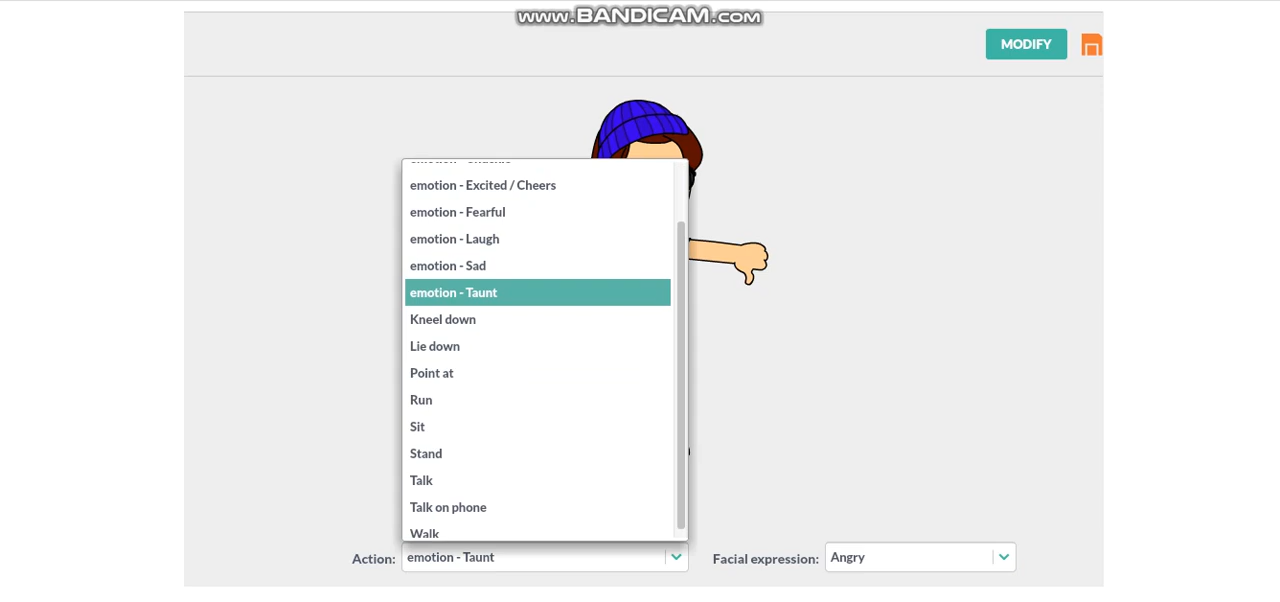 www.BANDICAM.com
MODIFY
emotion - Excited / Cheers
emotion - Fearful
emotion - Laugh
emotion - Sad
emotion - Taunt
Kneel down
Lie down
Point at
Run
Sit
Stand
Talk
Talk on phone
Walk
Action: emotion - Taunt Facial expression: Angry